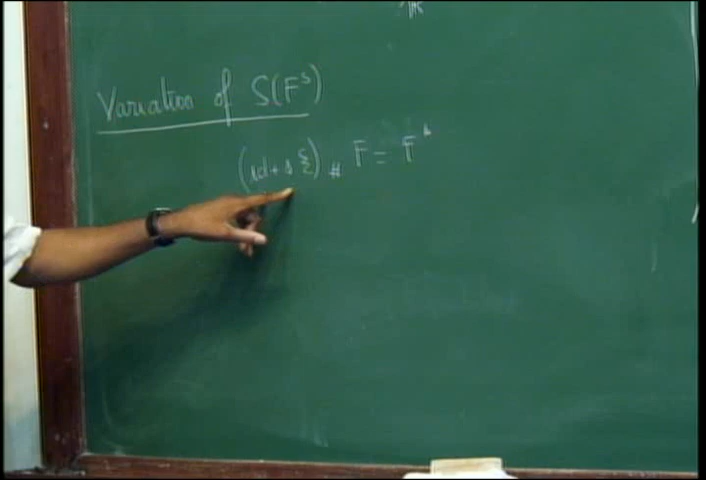 Variation of S(F^s)
(id + s ξ)_# F = F^s